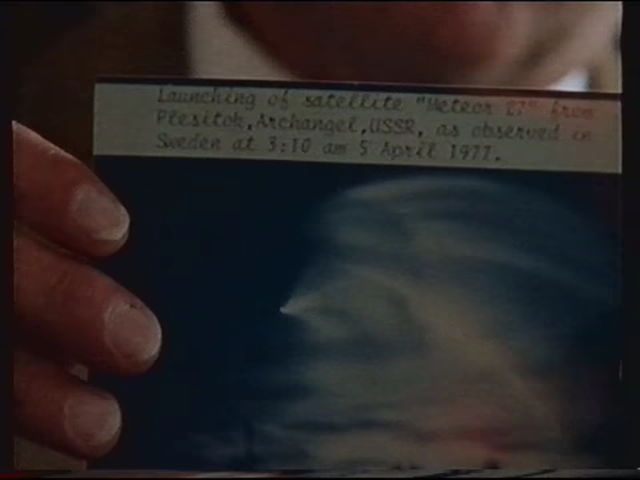 Launching of satellite "Meteor 27" from
Plesitok, Archangel, USSR, as observed in
Sweden at 3:10 am 5 April 1977.